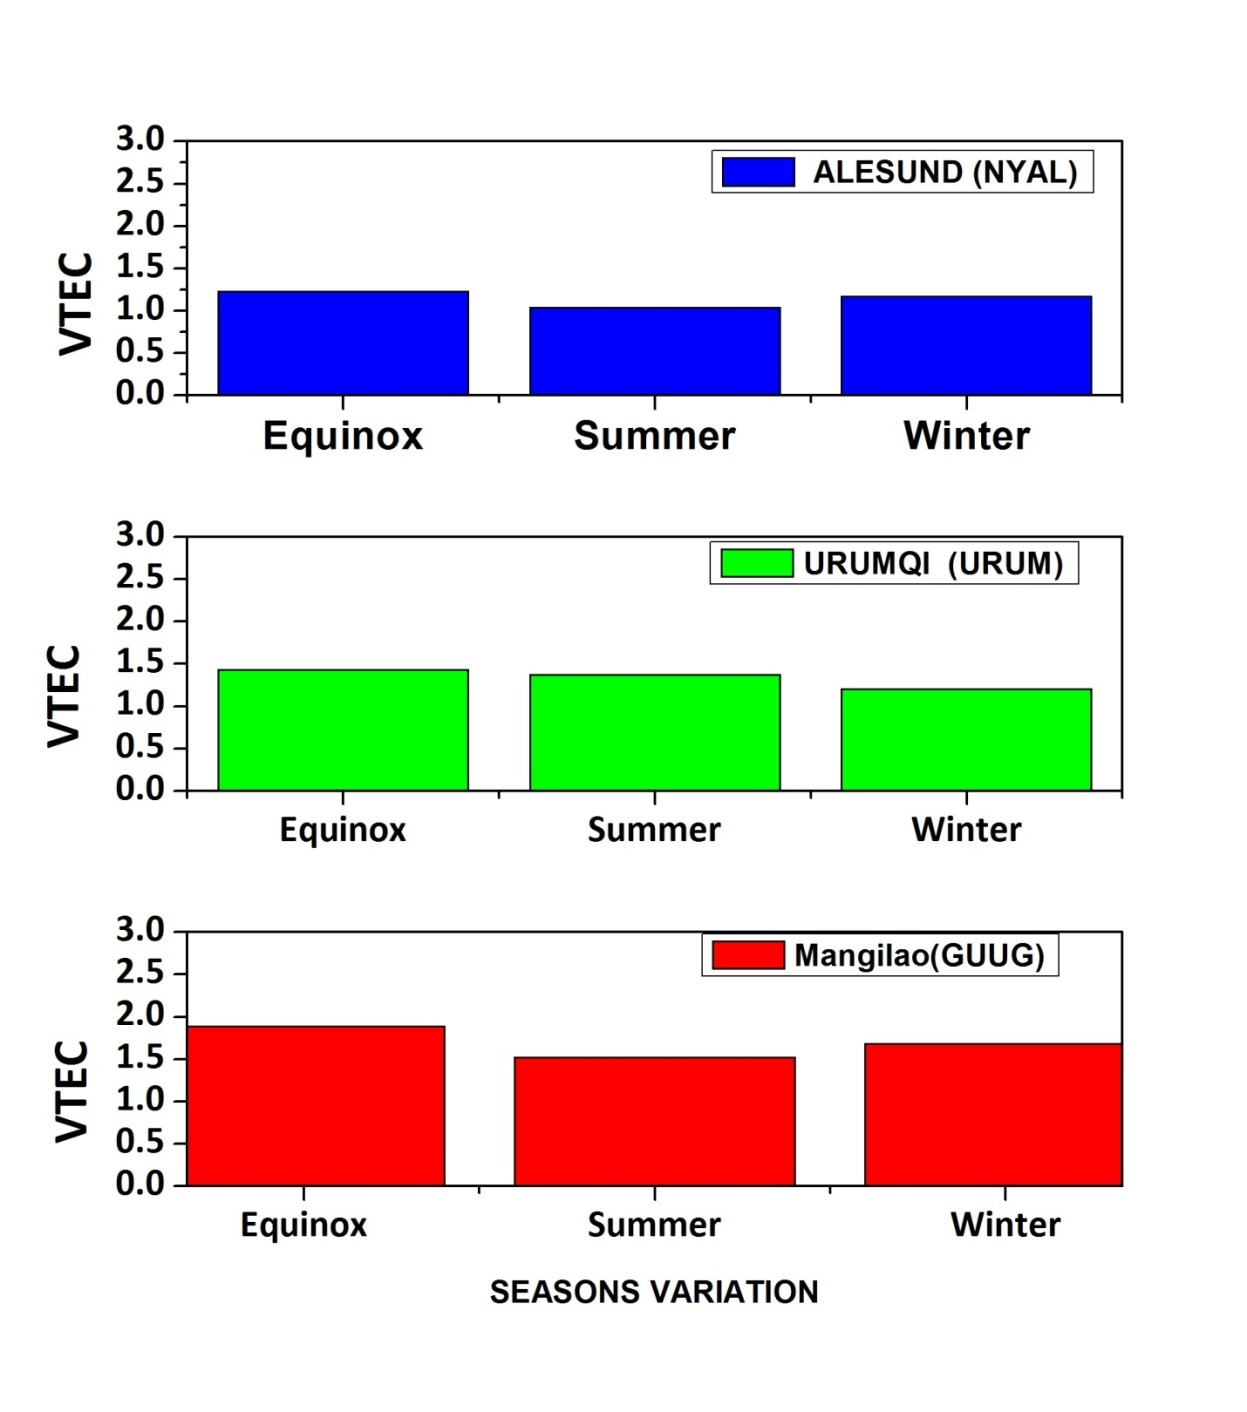 3.0
ALESUND (NYAL)
2.5
2.0
1.5
VTEC
1.0
0.5
0.0
Equinox Summer Winter
3.0
URUMQI (URUM)
2.5
2.0
1.5
VTEC
1.0
0.5
0.0
Equinox Summer Winter
3.0
Mangilao(GUUG)
2.5
2.0
1.5
VTEC
1.0
0.5
0.0
Equinox Summer Winter
SEASONS VARIATION